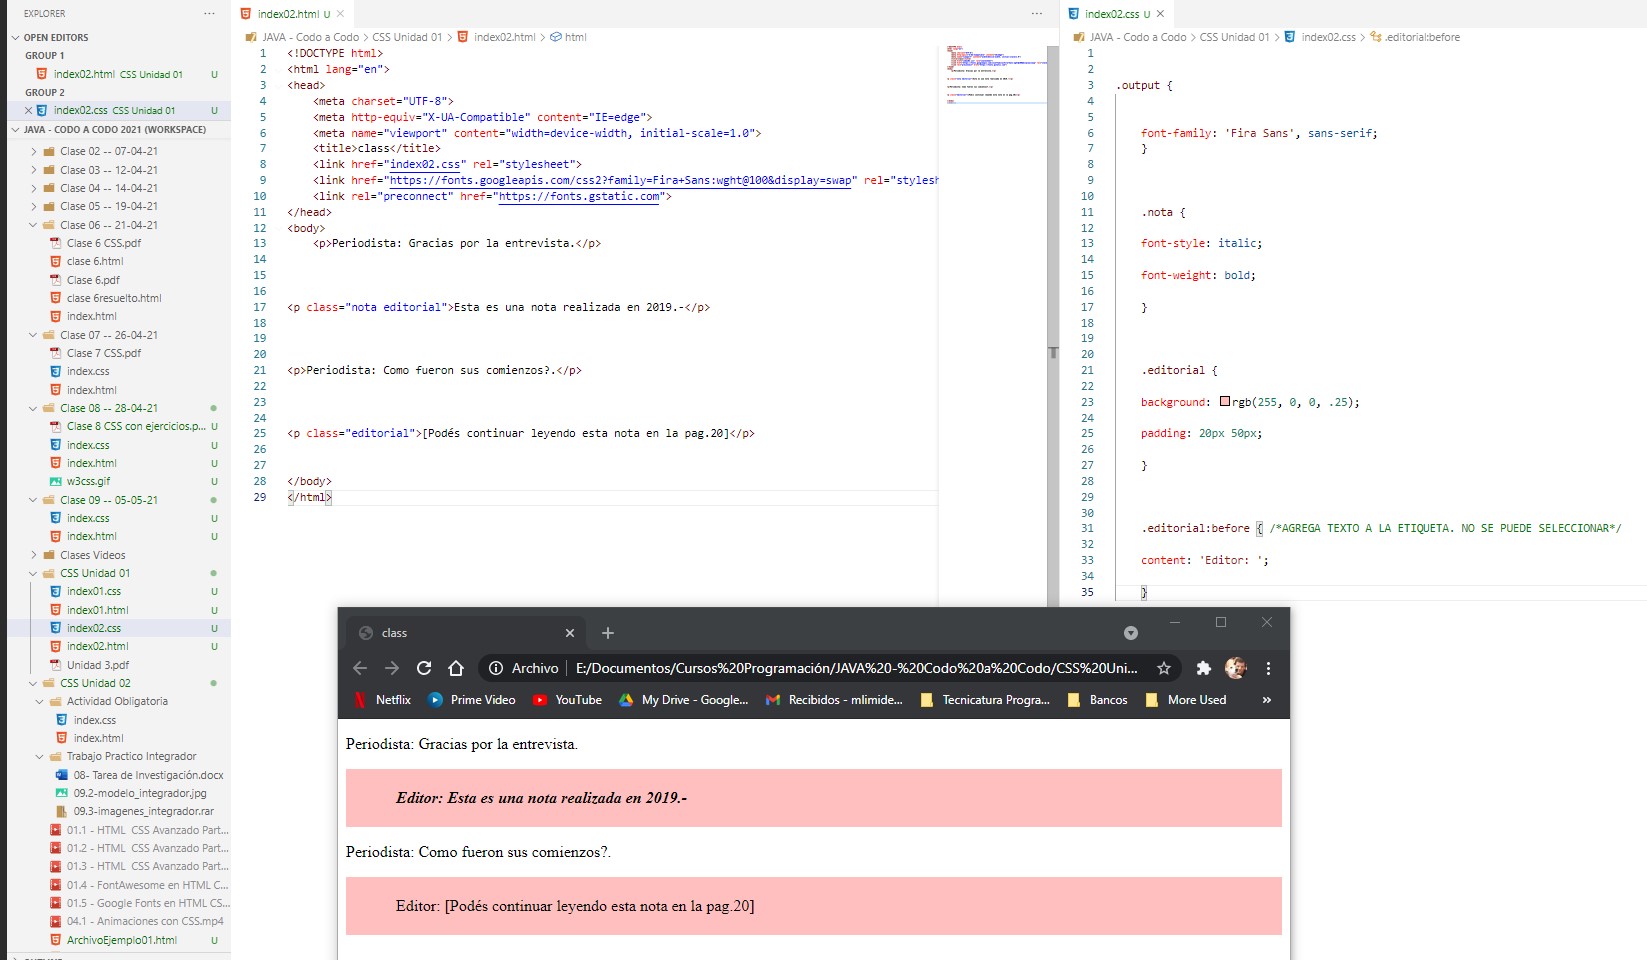 EXPLORER
OPEN EDITORS
GROUP 1
index02.html CSS Unidad 01 U
GROUP 2
index02.css CSS Unidad 01 U
JAVA - CODO A CODO 2021 (WORKSPACE)
Clase 02 -- 07-04-21
Clase 03 -- 12-04-21
Clase 04 -- 14-04-21
Clase 05 -- 19-04-21
Clase 06 -- 21-04-21
Clase 6 CSS.pdf
clase 6.html
Clase 6.pdf
clase 6resuelto.html
index.html
Clase 07 -- 26-04-21
Clase 7 CSS.pdf
index.css
index.html
Clase 08 -- 28-04-21
Clase 8 CSS con ejercicios.p... U
index.css U
index.html U
w3css.gif U
Clase 09 -- 05-05-21
index.css U
index.html U
Clases Videos
CSS Unidad 01
index01.css U
index01.html U
index02.css U
index02.html U
Unidad 3.pdf
CSS Unidad 02
Actividad Obligatoria
index.css
index.html
Trabajo Practico Integrador
08- Tarea de Investigación.docx
09.2-modelo_integrador.jpg
09.3-imagenes_integrador.rar
01.1 - HTML CSS Avanzado Part...
01.2 - HTML CSS Avanzado Part...
01.3 - HTML CSS Avanzado Part...
01.4 - FontAwesome en HTML C...
01.5 - Google Fonts en HTML CS...
04.1 - Animaciones con CSS.mp4
ArchivoEjemplo01.html U
OUTLINE
index02.html U
JAVA - Codo a Codo > CSS Unidad 01 > index02.html > html
1 <!DOCTYPE html>
2 <html lang="en">
3 <head>
4 <meta charset="UTF-8">
5 <meta http-equiv="X-UA-Compatible" content="IE=edge">
6 <meta name="viewport" content="width=device-width, initial-scale=1.0">
7 <title>class</title>
8 <link href="index02.css" rel="stylesheet">
9 <link href="https://fonts.googleapis.com/css2?family=Fira+Sans:wght@100&display=swap" rel="stylesh
10 <link rel="preconnect" href="https://fonts.gstatic.com">
11 </head>
12 <body>
13 <p>Periodista: Gracias por la entrevista.</p>
14
15
16
17 <p class="nota editorial">Esta es una nota realizada en 2019.-</p>
18
19
20
21 <p>Periodista: Como fueron sus comienzos?.</p>
22
23
24
25 <p class="editorial">[Podés continuar leyendo esta nota en la pag.20]</p>
26
27
28 </body>
29 </html>
index02.css U
JAVA - Codo a Codo > CSS Unidad 01 > index02.css > .editorial:before
1
2
3 .output {
4
5
6 font-family: 'Fira Sans', sans-serif;
7 }
8
9
10
11 .nota {
12
13 font-style: italic;
14
15 font-weight: bold;
16
17 }
18
19
20
21 .editorial {
22
23 background: rgb(255, 0, 0, .25);
24
25 padding: 20px 50px;
26
27 }
28
29
30
31 .editorial:before { /*AGREGA TEXTO A LA ETIQUETA. NO SE PUEDE SELECCIONAR*/
32
33 content: 'Editor: ';
34
35 }
class
Archivo | E:/Documentos/Cursos%20Programación/JAVA%20-%20Codo%20a%20Codo/CSS%20Uni...
Netflix Prime Video YouTube My Drive - Google... Recibidos - mlimide... Tecnicatura Progra... Bancos More Used »
Periodista: Gracias por la entrevista.
Editor: Esta es una nota realizada en 2019.-
Periodista: Como fueron sus comienzos?.
Editor: [Podés continuar leyendo esta nota en la pag.20]